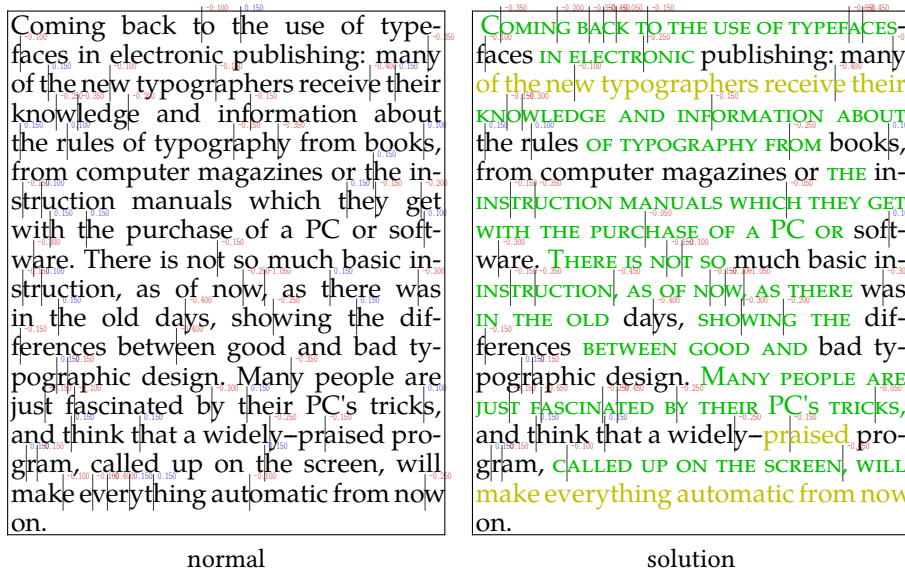 Coming back to the use of type-
faces in electronic publishing: many
of the new typographers receive their
knowledge and information about
the rules of typography from books,
from computer magazines or the in-
struction manuals which they get
with the purchase of a PC or soft-
ware. There is not so much basic in-
struction, as of now, as there was
in the old days, showing the dif-
ferences between good and bad ty-
pographic design. Many people are
just fascinated by their PC's tricks,
and think that a widely–praised pro-
gram, called up on the screen, will
make everything automatic from now
on.
normal
Coming back to the use of typefaces-
faces in electronic publishing: many
of the new typographers receive their
knowledge and information about
the rules of typography from books,
from computer magazines or the in-
instruction manuals which they get
with the purchase of a PC or soft-
ware. There is not so much basic in-
instruction, as of now, as there was
in the old days, showing the dif-
ferences between good and bad ty-
pographic design. Many people are
just fascinated by their PC's tricks,
and think that a widely–praised pro-
gram, called up on the screen, will
make everything automatic from now
on.
solution